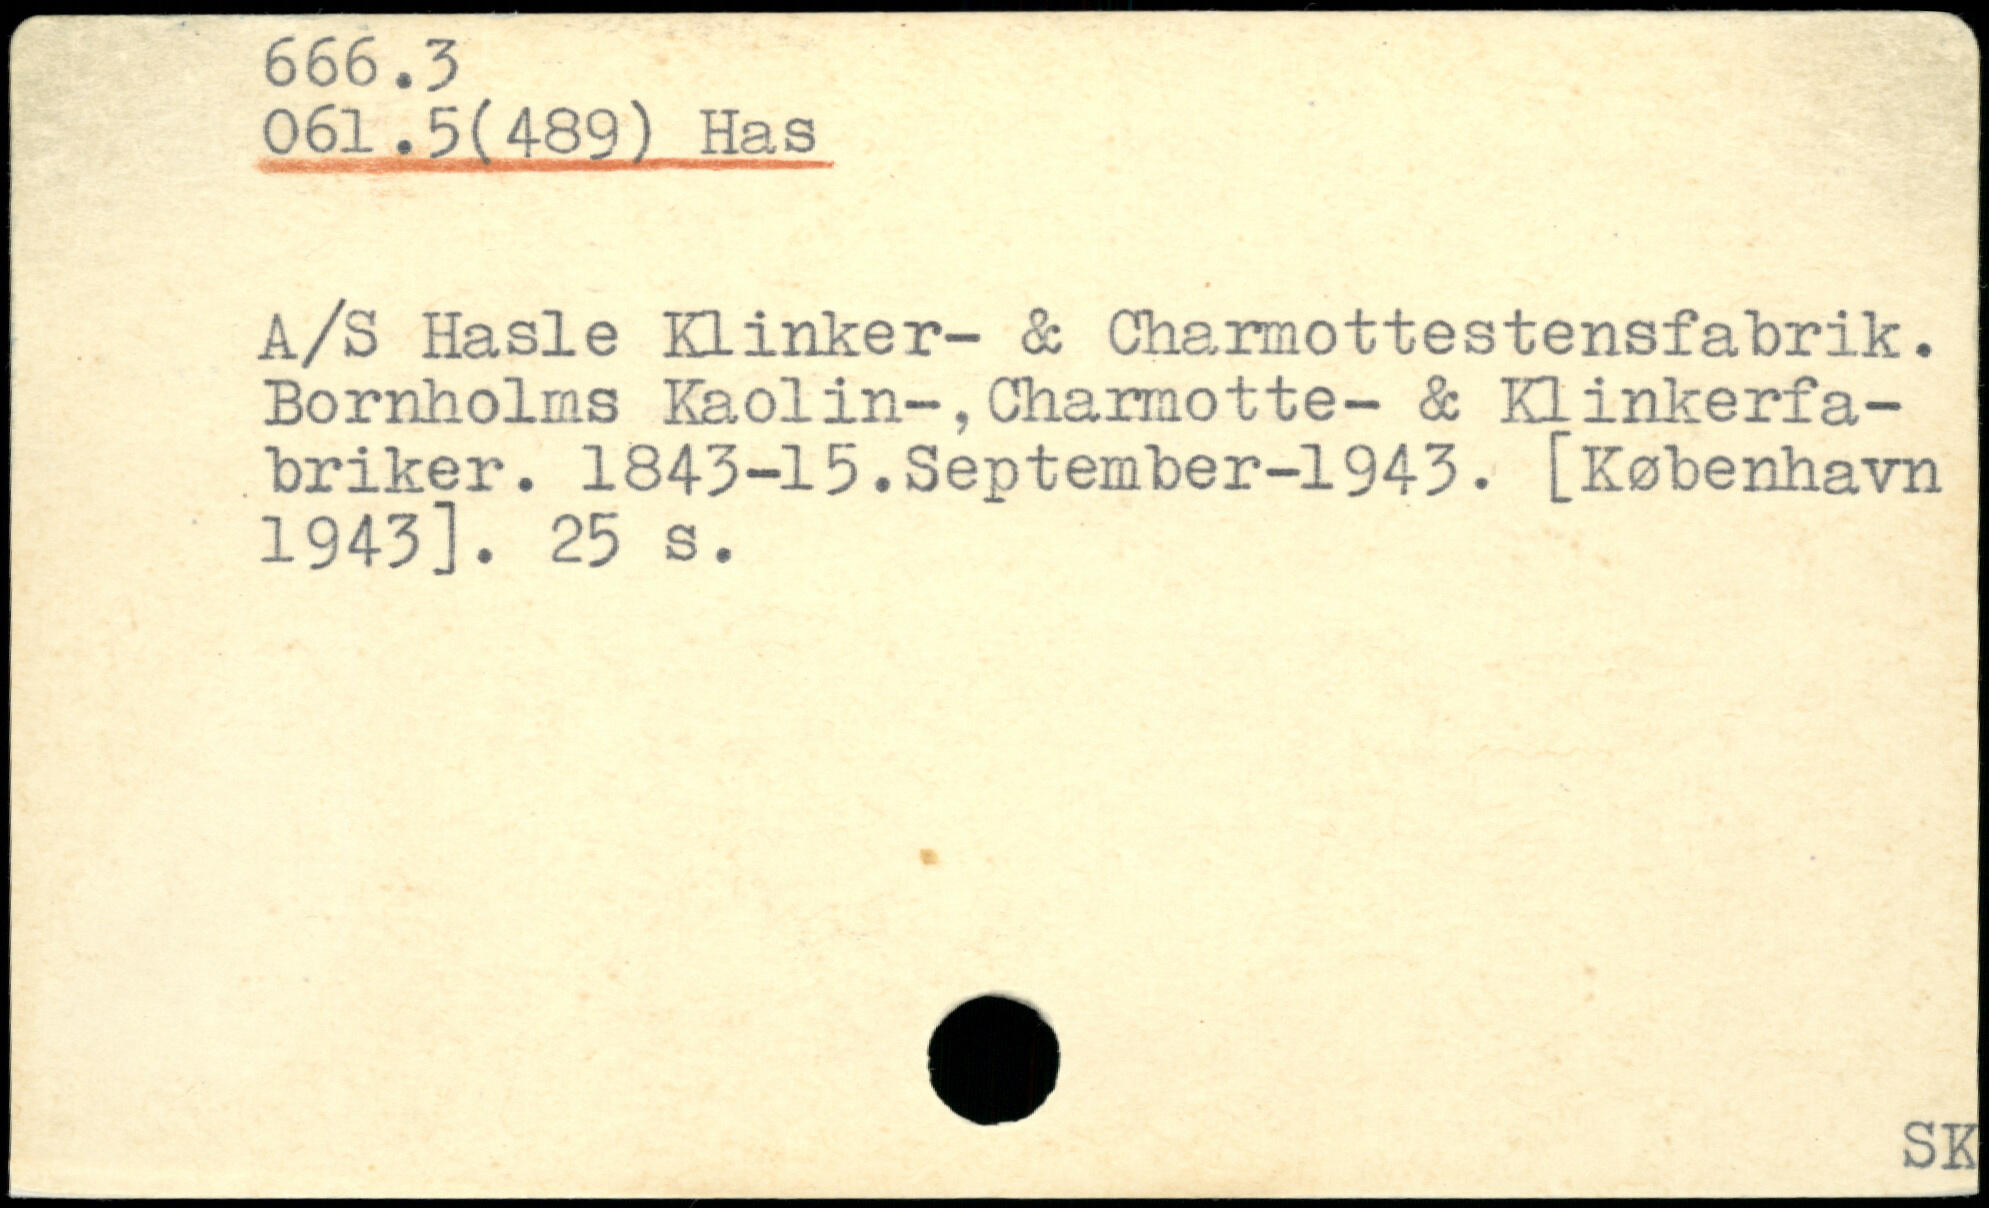 666.3
061.5(489) Has
A/S Hasle Klinker- & Charmottestensfabrik.
Bornholms Kaolin-,Charmotte- & Klinkerfa-
briker. 1843-15.September-1943. [København
1943]. 25 s.
SK